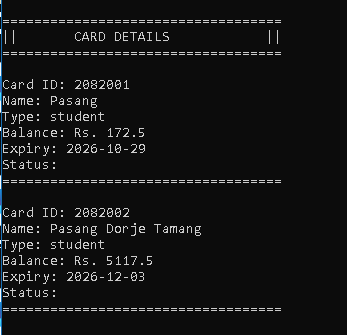 ===================================
||       CARD DETAILS            ||
===================================
Card ID: 2082001
Name: Pasang
Type: student
Balance: Rs. 172.5
Expiry: 2026-10-29
Status:
===================================
Card ID: 2082002
Name: Pasang Dorje Tamang
Type: student
Balance: Rs. 5117.5
Expiry: 2026-12-03
Status:
===================================